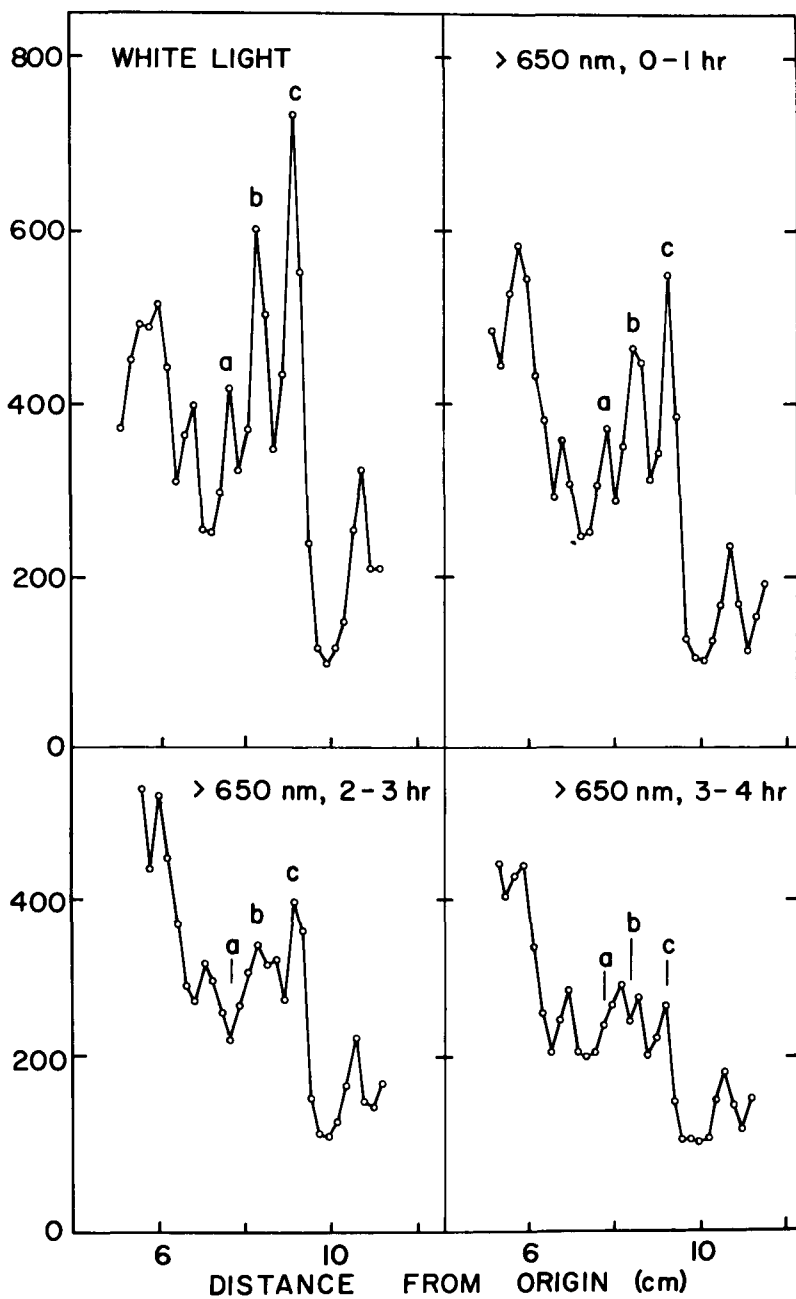 800
WHITE LIGHT
> 650 nm, 0-1 hr
c
b
c
600
b
a
a
400
200
0
> 650 nm, 2-3 hr
> 650 nm, 3-4 hr
c
400
b
b
a
a
c
200
0
6
10
6
10
DISTANCE FROM ORIGIN (cm)